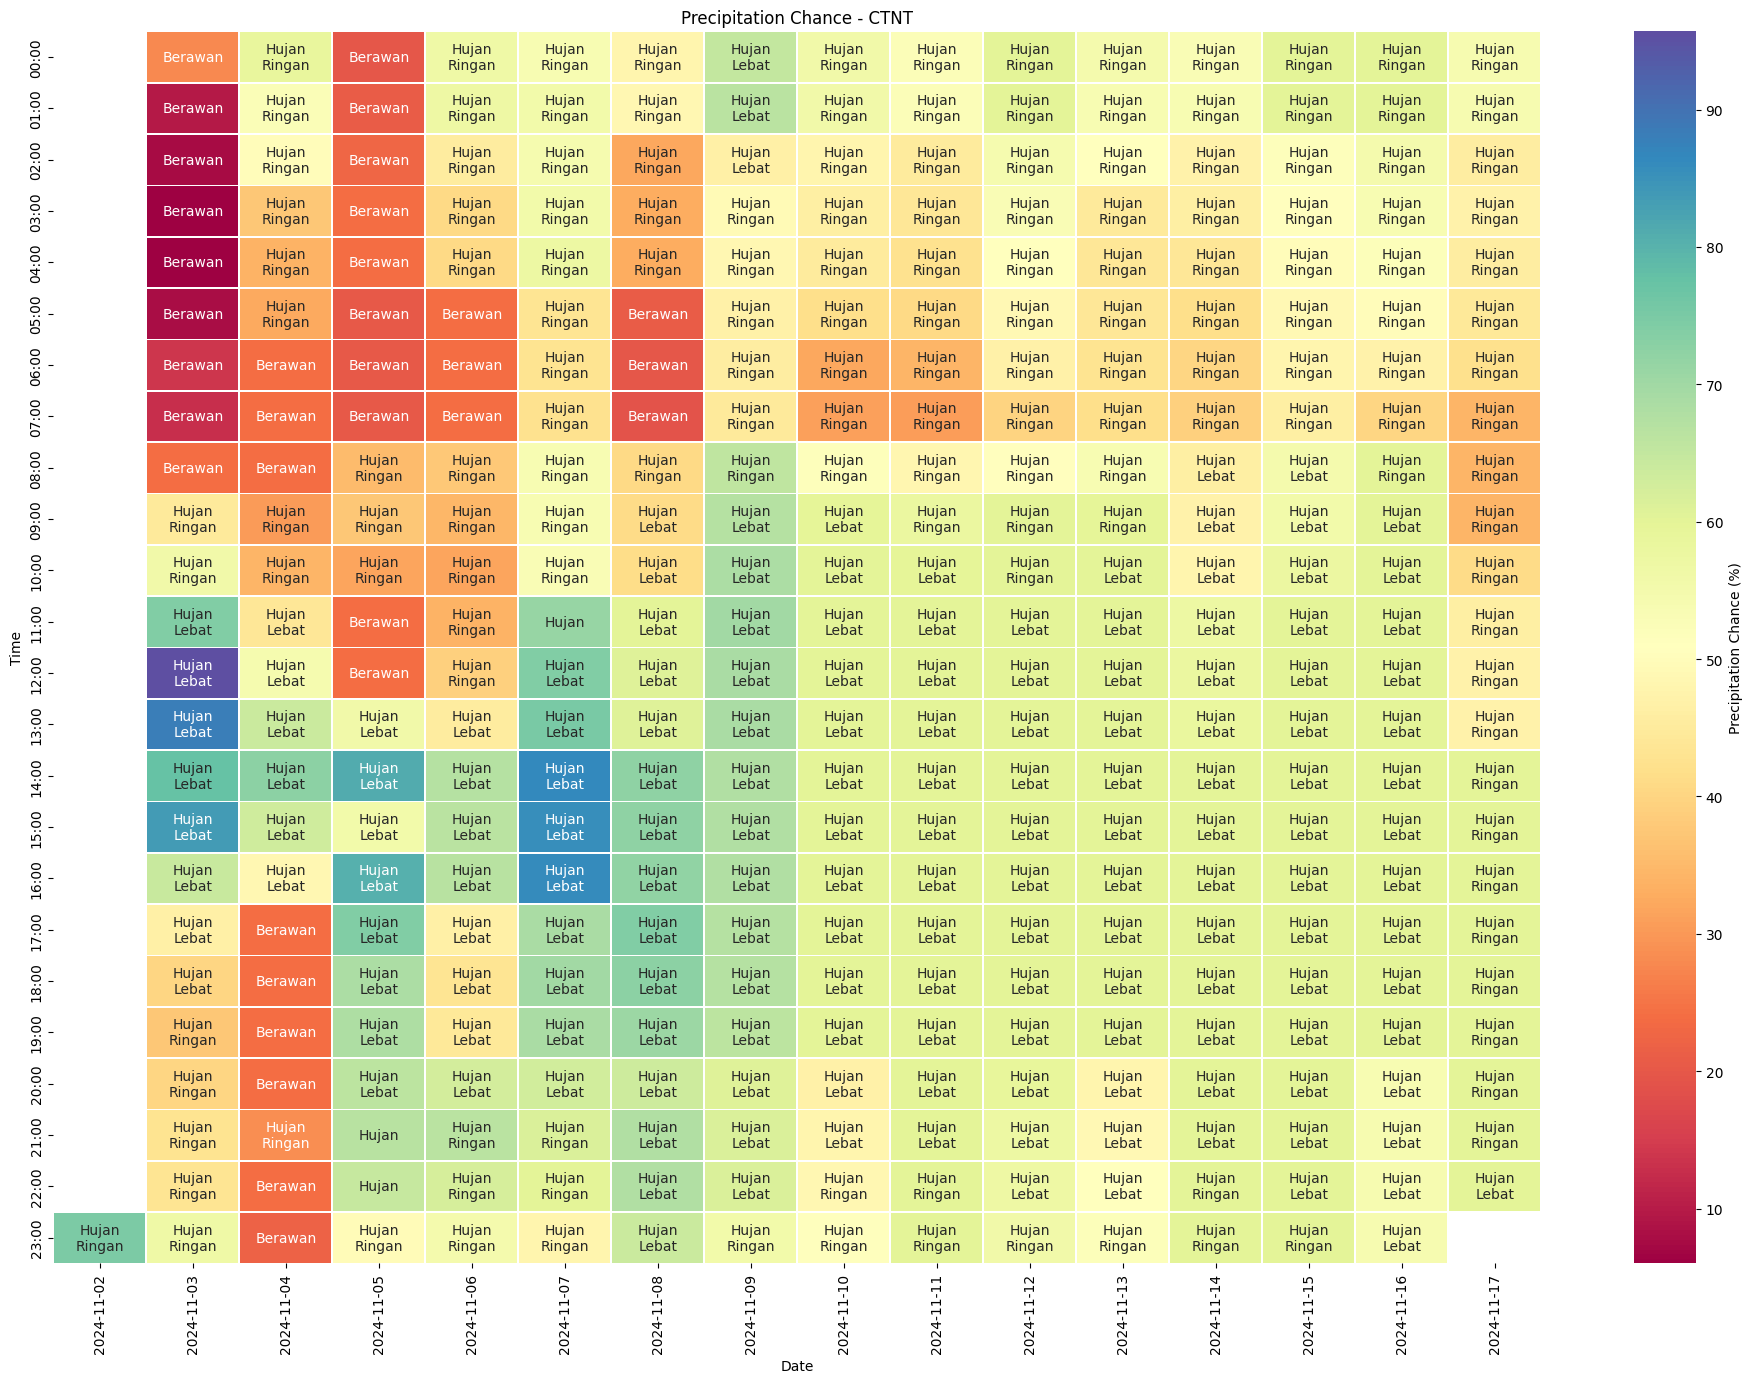 Precipitation Chance - CTNT
00:00 Berawan Hujan Ringan Berawan Hujan Ringan Hujan Ringan Hujan Ringan Hujan Lebat Hujan Ringan Hujan Ringan Hujan Ringan Hujan Ringan Hujan Ringan Hujan Ringan Hujan Ringan Hujan Ringan
01:00 Berawan Hujan Ringan Berawan Hujan Ringan Hujan Ringan Hujan Ringan Hujan Lebat Hujan Ringan Hujan Ringan Hujan Ringan Hujan Ringan Hujan Ringan Hujan Ringan Hujan Ringan Hujan Ringan
02:00 Berawan Hujan Ringan Berawan Hujan Ringan Hujan Ringan Hujan Ringan Hujan Lebat Hujan Ringan Hujan Ringan Hujan Ringan Hujan Ringan Hujan Ringan Hujan Ringan Hujan Ringan Hujan Ringan
03:00 Berawan Hujan Ringan Berawan Hujan Ringan Hujan Ringan Hujan Ringan Hujan Ringan Hujan Ringan Hujan Ringan Hujan Ringan Hujan Ringan Hujan Ringan Hujan Ringan Hujan Ringan Hujan Ringan
04:00 Berawan Hujan Ringan Berawan Hujan Ringan Hujan Ringan Hujan Ringan Hujan Ringan Hujan Ringan Hujan Ringan Hujan Ringan Hujan Ringan Hujan Ringan Hujan Ringan Hujan Ringan Hujan Ringan
05:00 Berawan Hujan Ringan Berawan Berawan Hujan Ringan Berawan Hujan Ringan Hujan Ringan Hujan Ringan Hujan Ringan Hujan Ringan Hujan Ringan Hujan Ringan Hujan Ringan Hujan Ringan
06:00 Berawan Berawan Berawan Berawan Hujan Ringan Berawan Hujan Ringan Hujan Ringan Hujan Ringan Hujan Ringan Hujan Ringan Hujan Ringan Hujan Ringan Hujan Ringan Hujan Ringan
07:00 Berawan Berawan Berawan Berawan Hujan Ringan Berawan Hujan Ringan Hujan Ringan Hujan Ringan Hujan Ringan Hujan Ringan Hujan Ringan Hujan Ringan Hujan Ringan Hujan Ringan
08:00 Berawan Berawan Hujan Ringan Hujan Ringan Hujan Ringan Hujan Ringan Hujan Ringan Hujan Ringan Hujan Ringan Hujan Ringan Hujan Ringan Hujan Lebat Hujan Lebat Hujan Ringan Hujan Ringan
09:00 Hujan Ringan Hujan Ringan Hujan Ringan Hujan Ringan Hujan Ringan Hujan Lebat Hujan Lebat Hujan Lebat Hujan Ringan Hujan Ringan Hujan Ringan Hujan Lebat Hujan Lebat Hujan Lebat Hujan Ringan
10:00 Hujan Ringan Hujan Ringan Hujan Ringan Hujan Ringan Hujan Ringan Hujan Lebat Hujan Lebat Hujan Lebat Hujan Lebat Hujan Ringan Hujan Lebat Hujan Lebat Hujan Lebat Hujan Lebat Hujan Ringan
11:00 Hujan Lebat Hujan Lebat Berawan Hujan Ringan Hujan Hujan Lebat Hujan Lebat Hujan Lebat Hujan Lebat Hujan Lebat Hujan Lebat Hujan Lebat Hujan Lebat Hujan Lebat Hujan Ringan
12:00 Hujan Lebat Hujan Lebat Berawan Hujan Ringan Hujan Lebat Hujan Lebat Hujan Lebat Hujan Lebat Hujan Lebat Hujan Lebat Hujan Lebat Hujan Lebat Hujan Lebat Hujan Lebat Hujan Ringan
13:00 Hujan Lebat Hujan Lebat Hujan Lebat Hujan Lebat Hujan Lebat Hujan Lebat Hujan Lebat Hujan Lebat Hujan Lebat Hujan Lebat Hujan Lebat Hujan Lebat Hujan Lebat Hujan Lebat Hujan Ringan
14:00 Hujan Lebat Hujan Lebat Hujan Lebat Hujan Lebat Hujan Lebat Hujan Lebat Hujan Lebat Hujan Lebat Hujan Lebat Hujan Lebat Hujan Lebat Hujan Lebat Hujan Lebat Hujan Lebat Hujan Ringan
15:00 Hujan Lebat Hujan Lebat Hujan Lebat Hujan Lebat Hujan Lebat Hujan Lebat Hujan Lebat Hujan Lebat Hujan Lebat Hujan Lebat Hujan Lebat Hujan Lebat Hujan Lebat Hujan Lebat Hujan Ringan
16:00 Hujan Lebat Hujan Lebat Hujan Lebat Hujan Lebat Hujan Lebat Hujan Lebat Hujan Lebat Hujan Lebat Hujan Lebat Hujan Lebat Hujan Lebat Hujan Lebat Hujan Lebat Hujan Lebat Hujan Ringan
17:00 Hujan Lebat Berawan Hujan Lebat Hujan Lebat Hujan Lebat Hujan Lebat Hujan Lebat Hujan Lebat Hujan Lebat Hujan Lebat Hujan Lebat Hujan Lebat Hujan Lebat Hujan Lebat Hujan Ringan
18:00 Hujan Lebat Berawan Hujan Lebat Hujan Lebat Hujan Lebat Hujan Lebat Hujan Lebat Hujan Lebat Hujan Lebat Hujan Lebat Hujan Lebat Hujan Lebat Hujan Lebat Hujan Lebat Hujan Ringan
19:00 Hujan Ringan Berawan Hujan Lebat Hujan Lebat Hujan Lebat Hujan Lebat Hujan Lebat Hujan Lebat Hujan Lebat Hujan Lebat Hujan Lebat Hujan Lebat Hujan Lebat Hujan Lebat Hujan Ringan
20:00 Hujan Ringan Berawan Hujan Lebat Hujan Lebat Hujan Lebat Hujan Lebat Hujan Lebat Hujan Lebat Hujan Lebat Hujan Lebat Hujan Lebat Hujan Lebat Hujan Lebat Hujan Lebat Hujan Ringan
21:00 Hujan Ringan Hujan Ringan Hujan Hujan Ringan Hujan Ringan Hujan Lebat Hujan Lebat Hujan Lebat Hujan Lebat Hujan Lebat Hujan Lebat Hujan Lebat Hujan Lebat Hujan Lebat Hujan Ringan
22:00 Hujan Ringan Berawan Hujan Hujan Ringan Hujan Ringan Hujan Lebat Hujan Lebat Hujan Ringan Hujan Ringan Hujan Lebat Hujan Lebat Hujan Ringan Hujan Lebat Hujan Lebat Hujan Lebat
23:00 Hujan Ringan Hujan Ringan Berawan Hujan Ringan Hujan Ringan Hujan Ringan Hujan Lebat Hujan Ringan Hujan Ringan Hujan Ringan Hujan Ringan Hujan Ringan Hujan Ringan Hujan Ringan Hujan Lebat
Time
2024-11-02 2024-11-03 2024-11-04 2024-11-05 2024-11-06 2024-11-07 2024-11-08 2024-11-09 2024-11-10 2024-11-11 2024-11-12 2024-11-13 2024-11-14 2024-11-15 2024-11-16 2024-11-17
Date
90
80
70
60
50
40
30
20
10
Precipitation Chance (%)